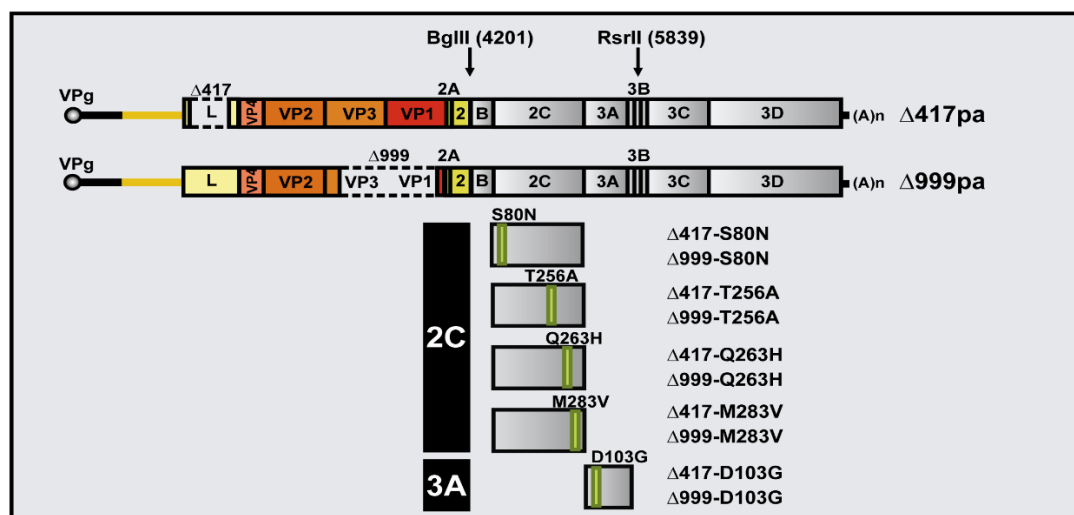 BglII (4201) RsrII (5839)
VPg Δ417 2A 3B
L VP4 VP2 VP3 VP1 2 B 2C 3A 3C 3D (A)n Δ417pa
VPg Δ999 2A 3B
L VP4 VP2 VP3 VP1 2 B 2C 3A 3C 3D (A)n Δ999pa
S80N
Δ417-S80N
Δ999-S80N
T256A
Δ417-T256A
Δ999-T256A
2C
Q263H
Δ417-Q263H
Δ999-Q263H
M283V
Δ417-M283V
Δ999-M283V
D103G
3A
Δ417-D103G
Δ999-D103G